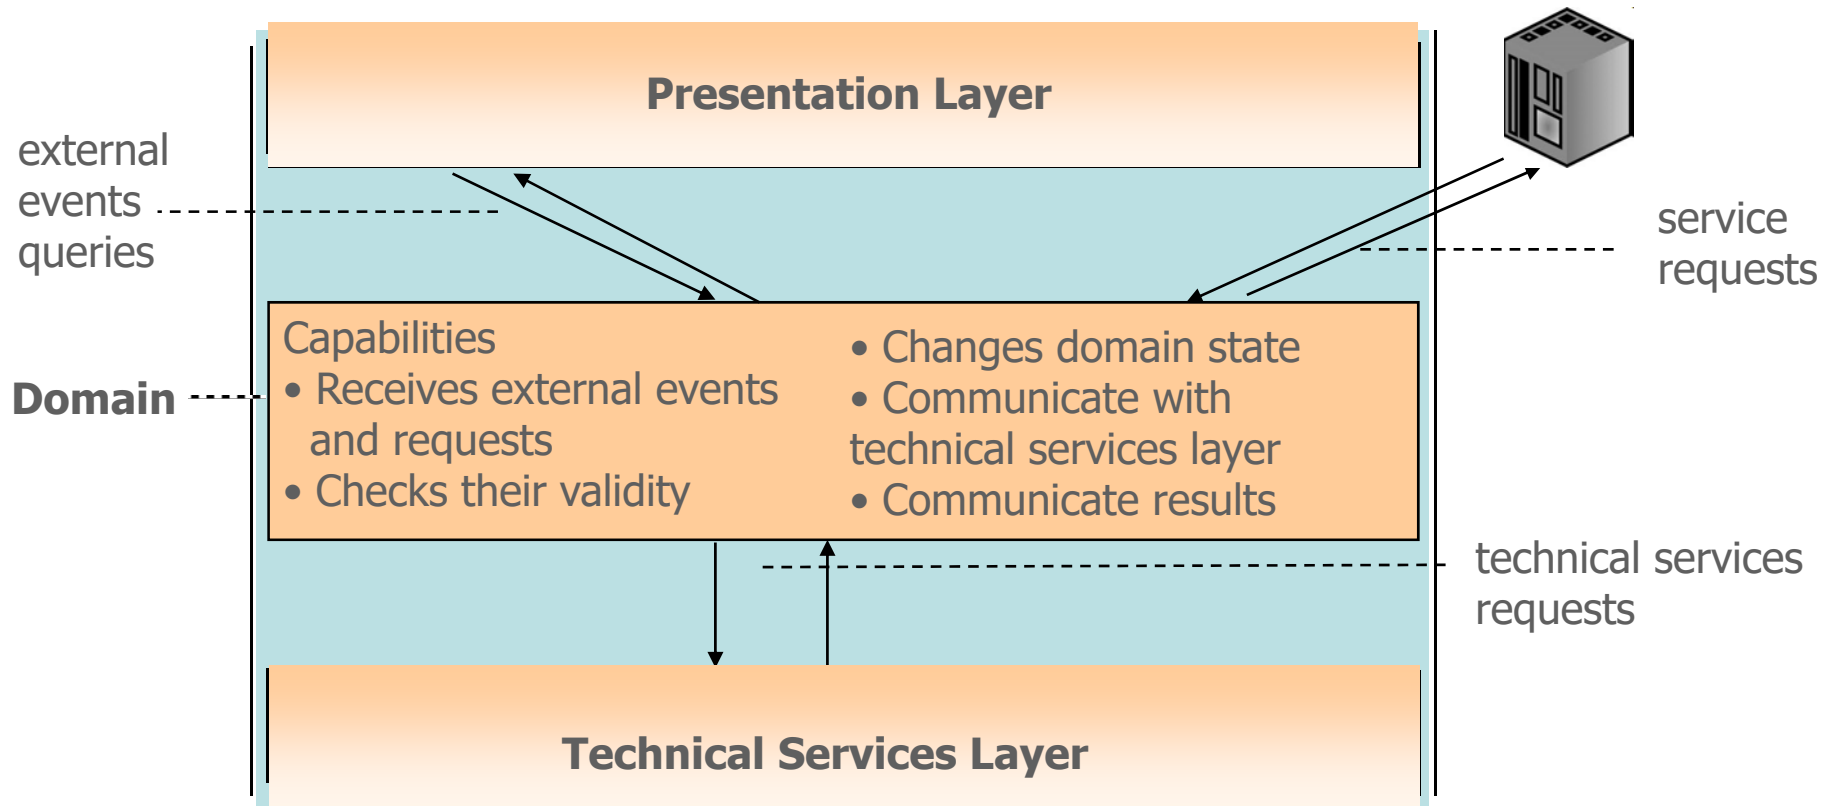 Presentation Layer
external
events
queries
service
requests
Domain
Capabilities
• Receives external events
and requests
• Checks their validity
• Changes domain state
• Communicate with
technical services layer
• Communicate results
technical services
requests
Technical Services Layer